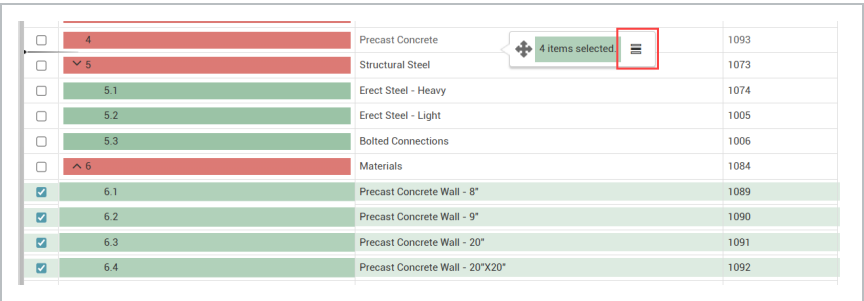 4 Precast Concrete 1093
4 items selected.
5 Structural Steel 1073
5.1 Erect Steel - Heavy 1074
5.2 Erect Steel - Light 1005
5.3 Bolted Connections 1006
6 Materials 1084
6.1 Precast Concrete Wall - 8" 1089
6.2 Precast Concrete Wall - 9" 1090
6.3 Precast Concrete Wall - 20" 1091
6.4 Precast Concrete Wall - 20"X20" 1092